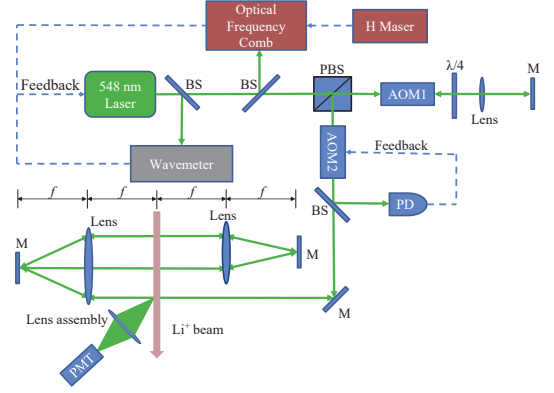 Optical
Frequency
Comb
H Maser
Feedback
548 nm
Laser
BS
BS
PBS
AOM1
λ/4
M
Lens
Wavemeter
AOM2
Feedback
BS
PD
f
f
f
f
Lens
Lens
M
M
M
Lens assembly
Li⁺ beam
PMT